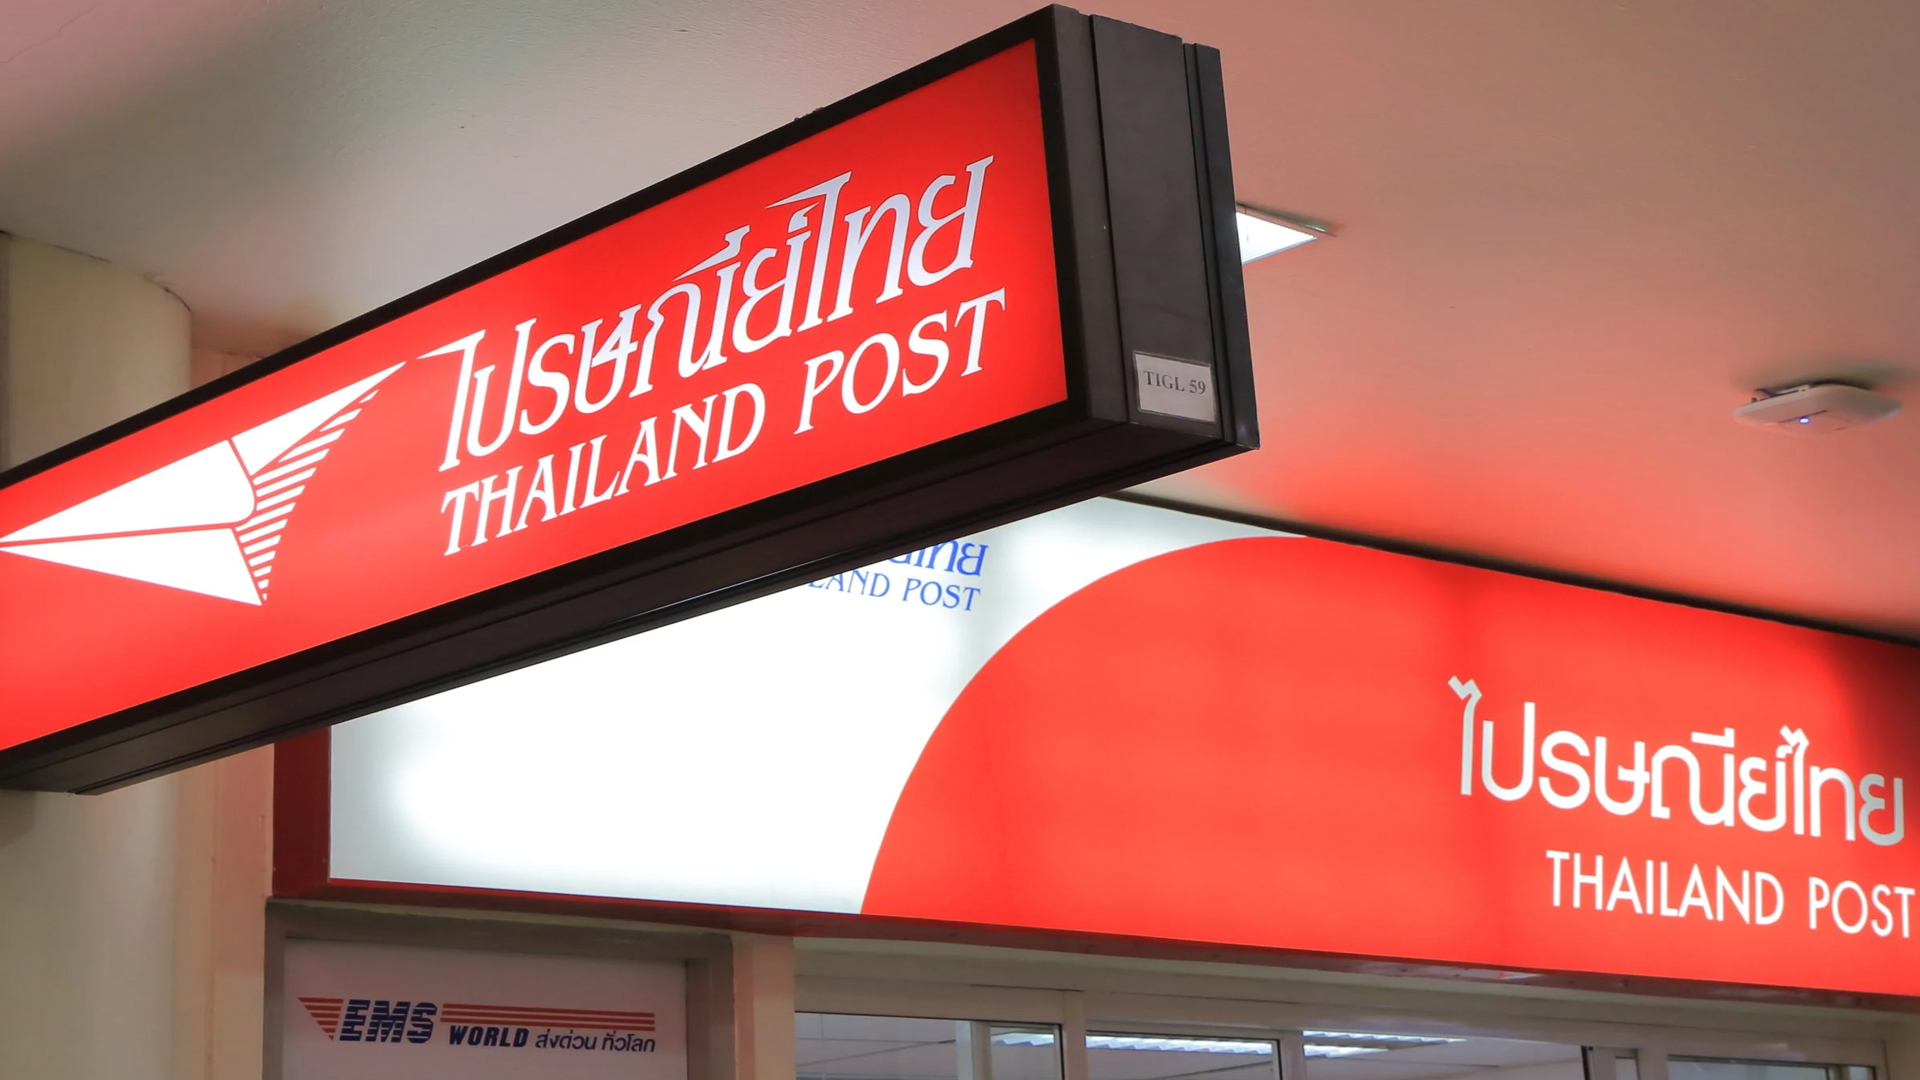 ไปรษณีย์ไทย
THAILAND POST
TIGL 59
LAND POST
ไปรษณีย์ไทย
THAILAND POST
EMS WORLD ส่งด่วน ทั่วโลก